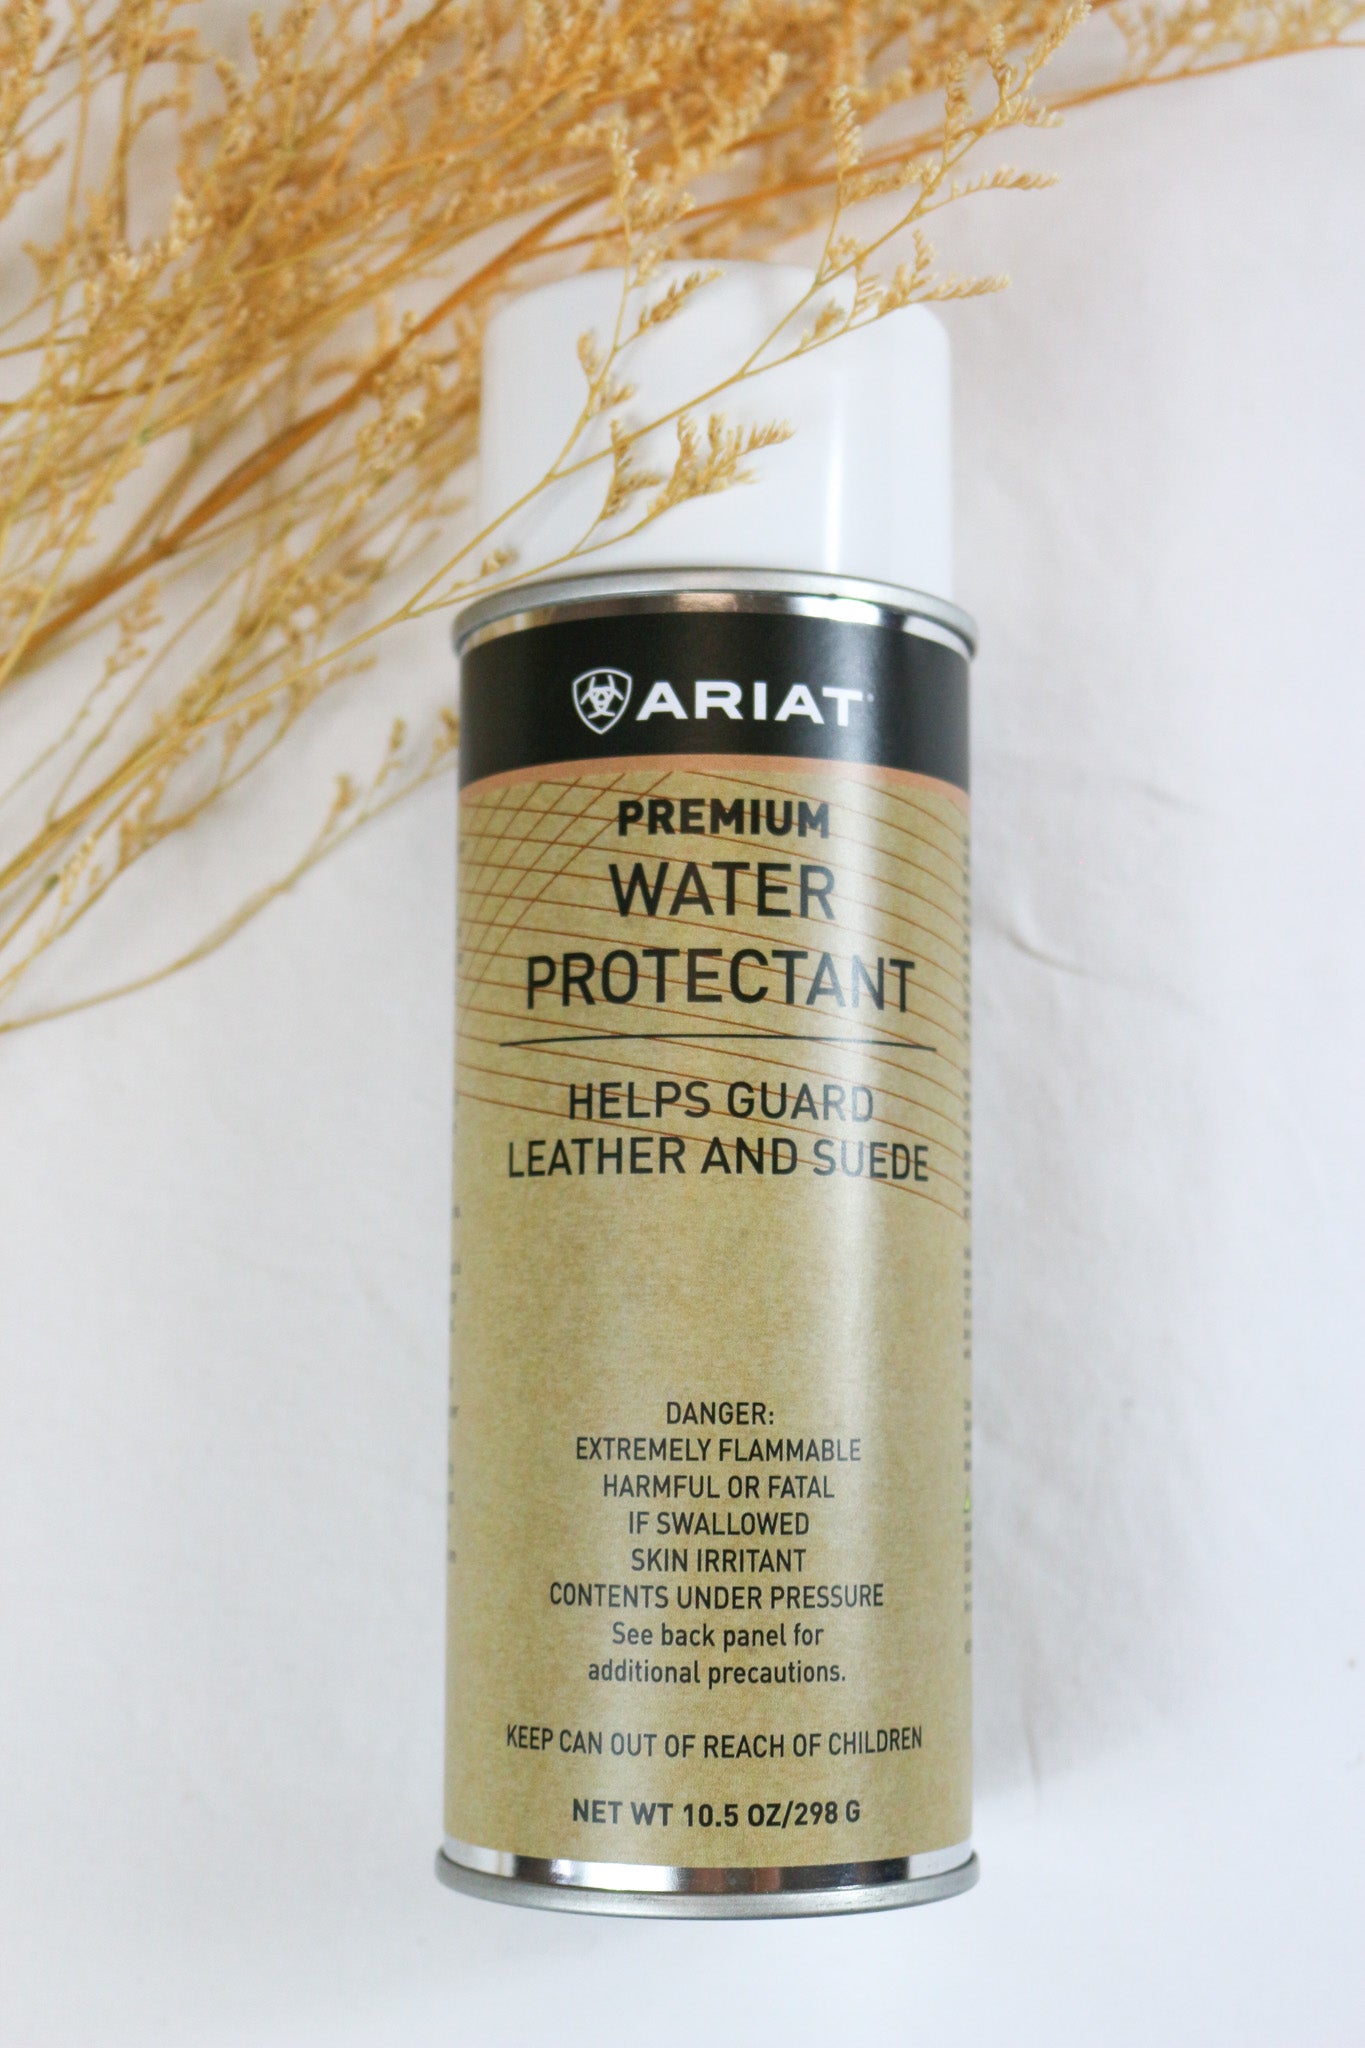 ARIAT
PREMIUM
WATER
PROTECTANT
HELPS GUARD
LEATHER AND SUEDE
DANGER:
EXTREMELY FLAMMABLE
HARMFUL OR FATAL
IF SWALLOWED
SKIN IRRITANT
CONTENTS UNDER PRESSURE
See back panel for
additional precautions.
KEEP CAN OUT OF REACH OF CHILDREN
NET WT 10.5 OZ/298 G